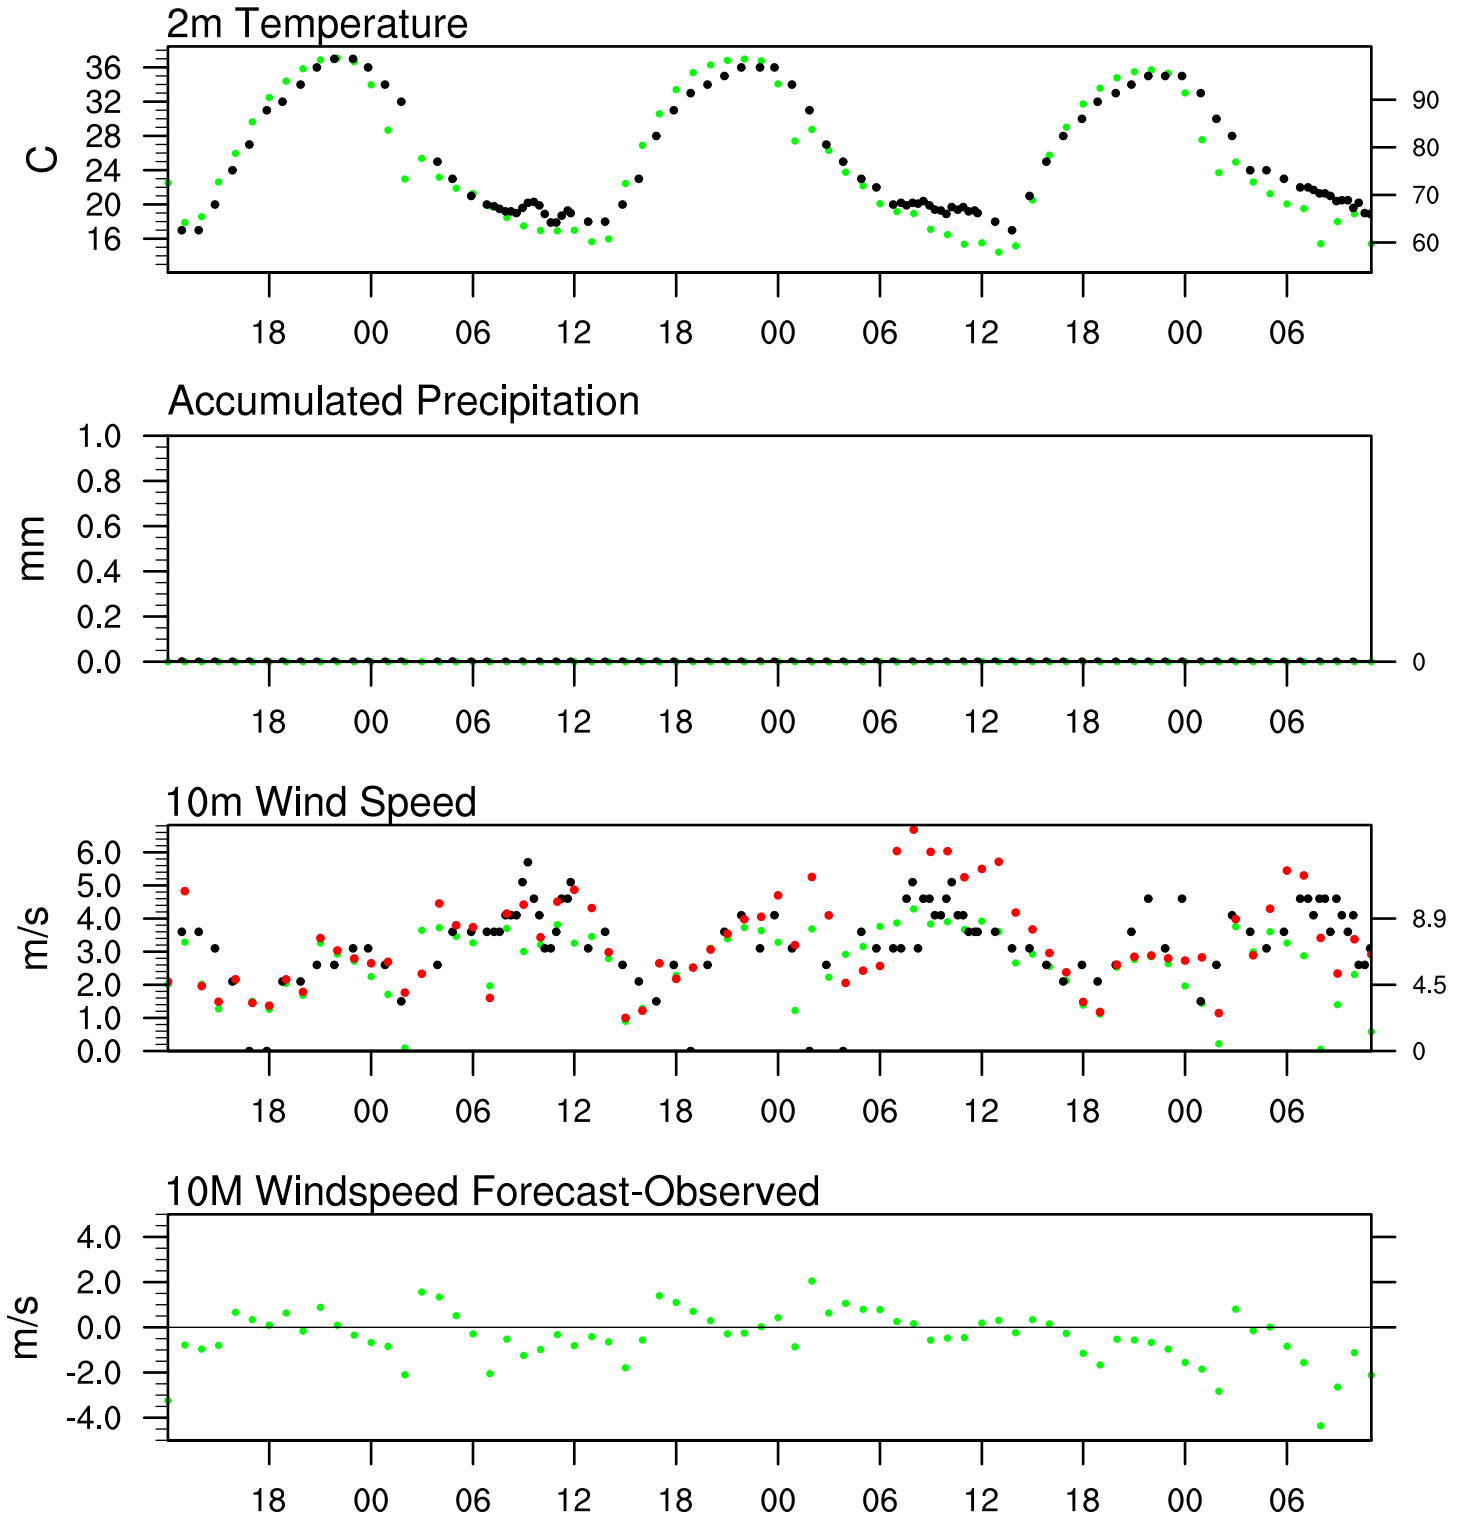 2m Temperature
36
32
28
24
20
16
C
90
80
70
60
18 00 06 12 18 00 06 12 18 00 06
Accumulated Precipitation
1.0
0.8
0.6
0.4
0.2
0.0
mm
0
18 00 06 12 18 00 06 12 18 00 06
10m Wind Speed
6.0
5.0
4.0
3.0
2.0
1.0
0.0
m/s
8.9
4.5
0
18 00 06 12 18 00 06 12 18 00 06
10M Windspeed Forecast-Observed
4.0
2.0
0.0
-2.0
-4.0
m/s
18 00 06 12 18 00 06 12 18 00 06